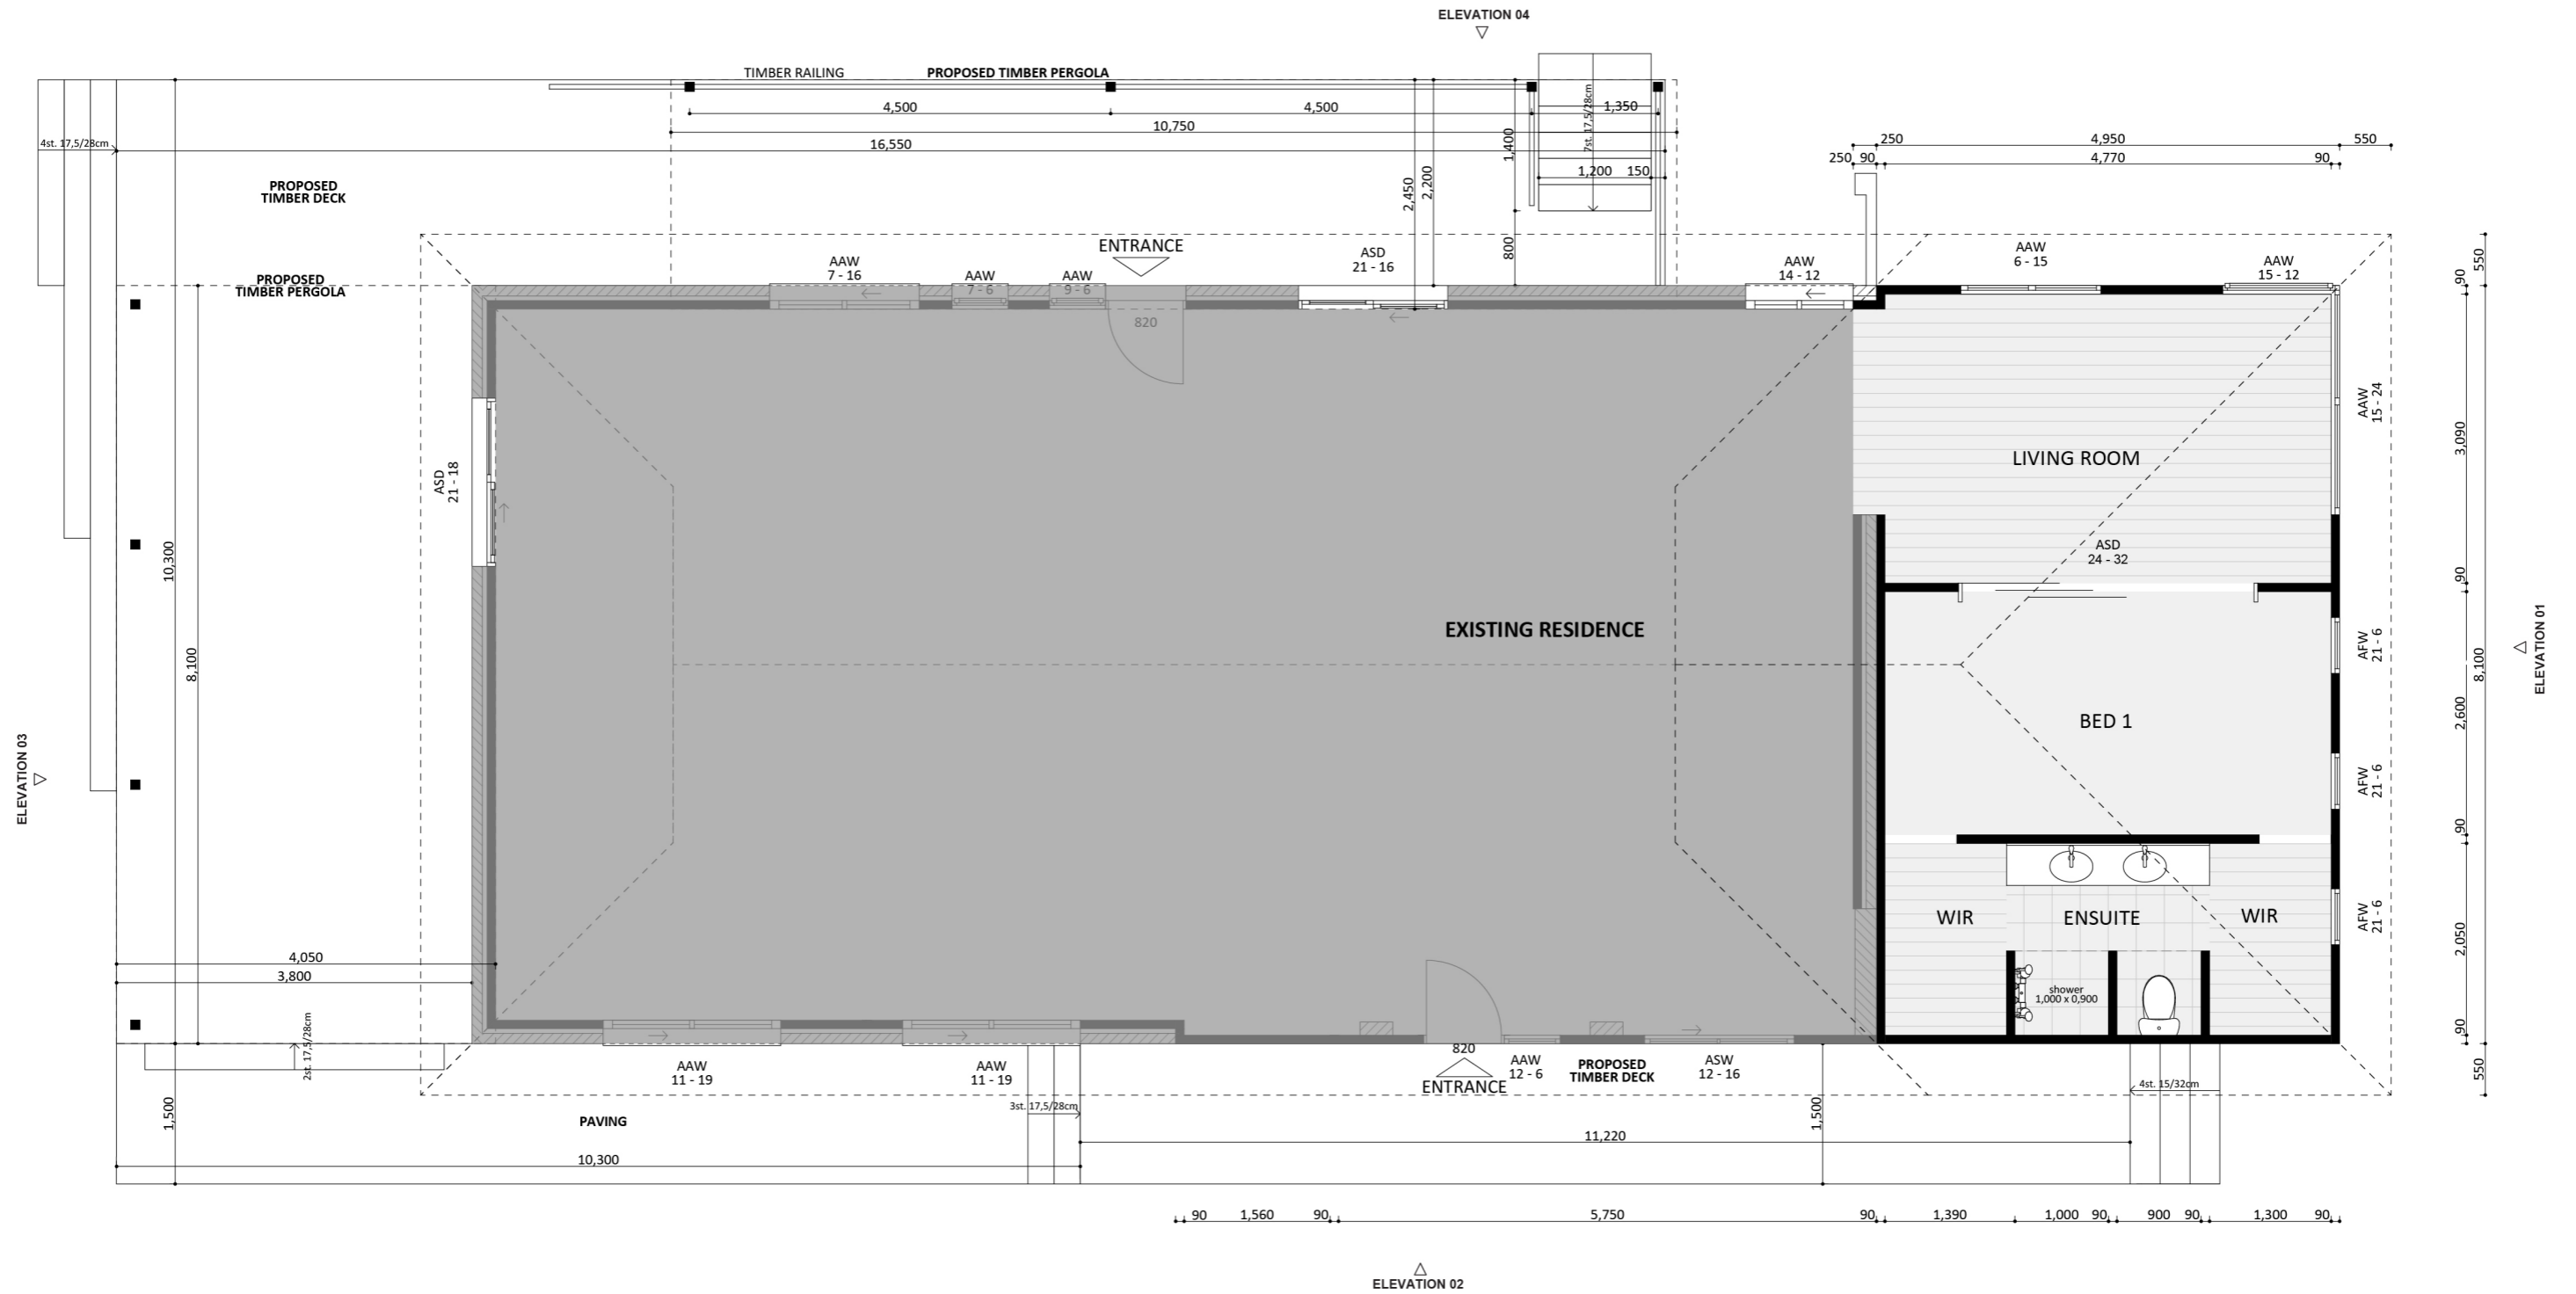 ELEVATION 04
TIMBER RAILING
PROPOSED TIMBER PERGOLA
4,500
4,500
1,350
10,750
16,550
4st. 17,5/28cm
7st. 17,5/28cm
1,400
1,200
150
2,450
2,200
800
250
4,950
550
250
90
4,770
90
PROPOSED
TIMBER DECK
PROPOSED
TIMBER PERGOLA
ENTRANCE
AAW
7 - 16
AAW
7 - 6
AAW
9 - 6
820
ASD
21 - 16
AAW
14 - 12
AAW
6 - 15
AAW
15 - 12
550
90
AAW
15 - 24
3,090
ASD
21 - 18
LIVING ROOM
ASD
24 - 32
90
10,300
8,100
EXISTING RESIDENCE
AFW
21 - 6
8,100
ELEVATION 01
BED 1
2,600
AFW
21 - 6
ELEVATION 03
90
WIR
ENSUITE
WIR
AFW
21 - 6
2,050
4,050
3,800
shower
1,000 x 0,900
90
2st. 17,5/28cm
550
AAW
11 - 19
AAW
11 - 19
820
ENTRANCE
AAW
12 - 6
PROPOSED
TIMBER DECK
ASW
12 - 16
4st. 15/32cm
1,500
PAVING
3st. 17,5/28cm
1,500
11,220
10,300
90
1,560
90
5,750
90
1,390
1,000
90
900
90
1,300
90
ELEVATION 02